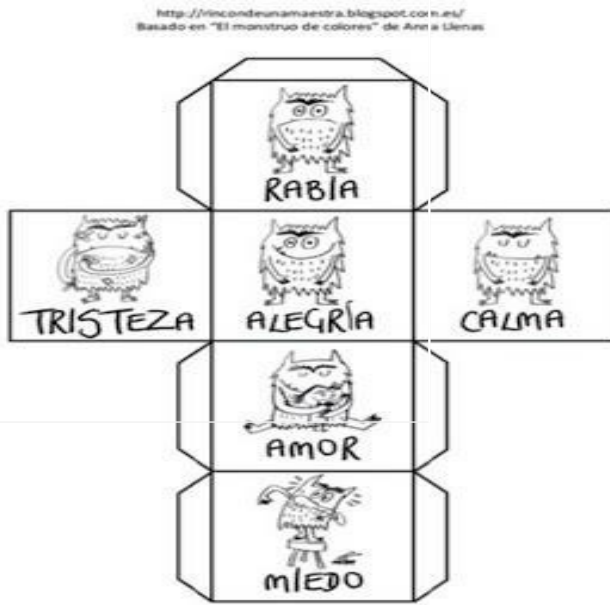 http://rincondeunamaestra.blogspot.com.es/
Basado en "El monstruo de colores" de Anna Llenas
RABIA
TRISTEZA
ALEGRÍA
CALMA
AMOR
MIEDO